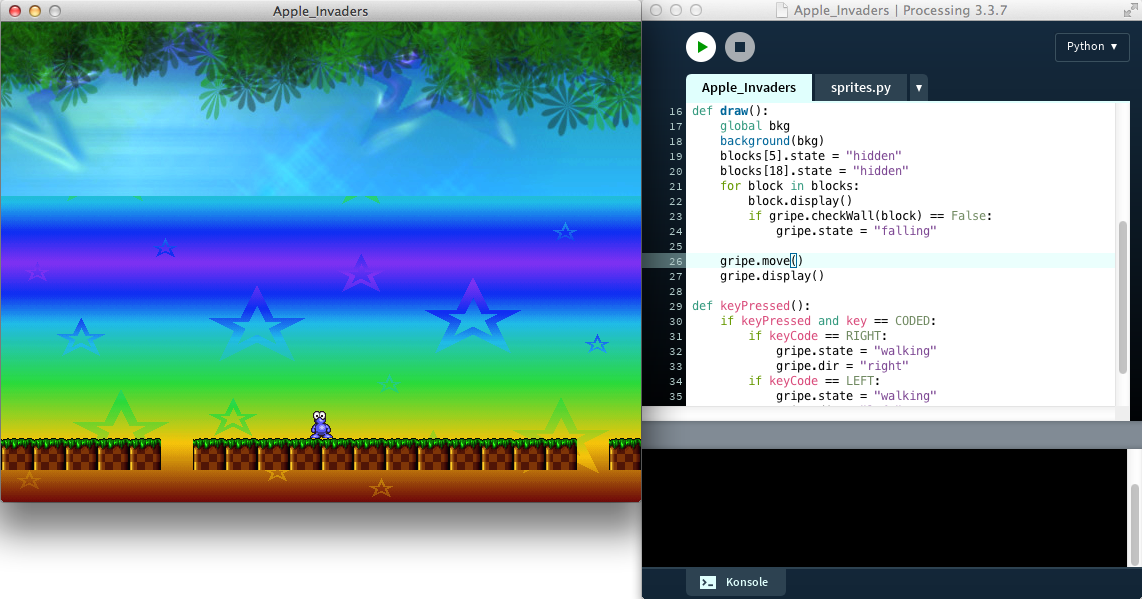 Apple_Invaders
Apple_Invaders | Processing 3.3.7
Python ▼
Apple_Invaders
sprites.py
▼
16 def draw():
17     global bkg
18     background(bkg)
19     blocks[5].state = "hidden"
20     blocks[18].state = "hidden"
21     for block in blocks:
22         block.display()
23         if gripe.checkWall(block) == False:
24             gripe.state = "falling"
25
26     gripe.move()
27     gripe.display()
28
29 def keyPressed():
30     if keyPressed and key == CODED:
31         if keyCode == RIGHT:
32             gripe.state = "walking"
33             gripe.dir = "right"
34         if keyCode == LEFT:
35             gripe.state = "walking"
Konsole